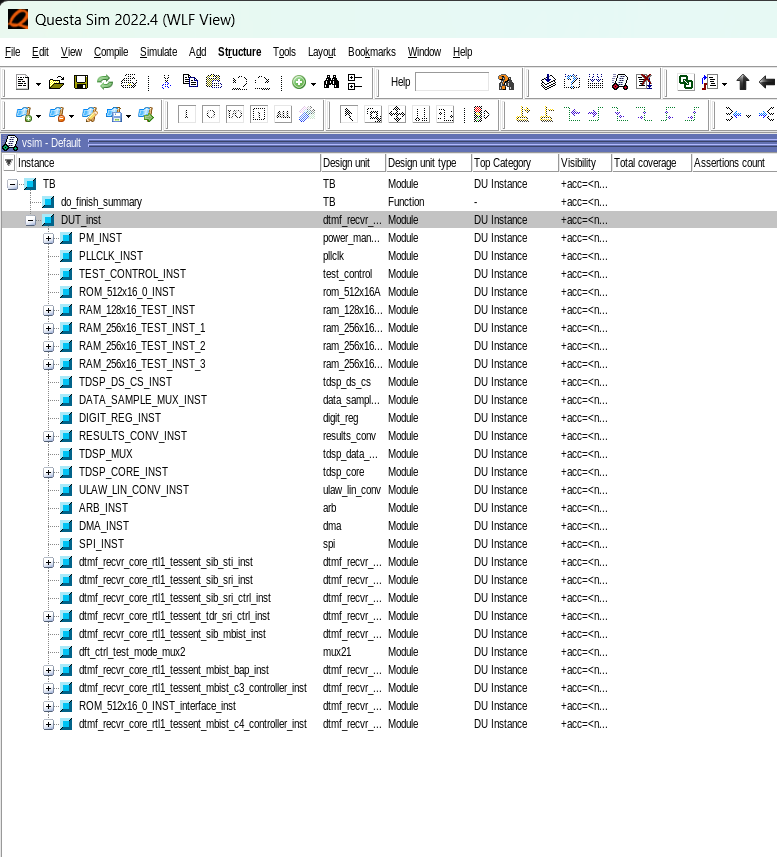 Questa Sim 2022.4 (WLF View)
File Edit View Compile Simulate Add Structure Tools Layout Bookmarks Window Help
Help
vsim - Default
Instance Design unit Design unit type Top Category Visibility Total coverage Assertions count
TB TB Module DU Instance +acc=<n...
do_finish_summary TB Function - +acc=<n...
DUT_inst dtmf_recvr_... Module DU Instance +acc=<n...
PM_INST power_man... Module DU Instance +acc=<n...
PLLCLK_INST pllclk Module DU Instance +acc=<n...
TEST_CONTROL_INST test_control Module DU Instance +acc=<n...
ROM_512x16_0_INST rom_512x16A Module DU Instance +acc=<n...
RAM_128x16_TEST_INST ram_128x16... Module DU Instance +acc=<n...
RAM_256x16_TEST_INST_1 ram_256x16... Module DU Instance +acc=<n...
RAM_256x16_TEST_INST_2 ram_256x16... Module DU Instance +acc=<n...
RAM_256x16_TEST_INST_3 ram_256x16... Module DU Instance +acc=<n...
TDSP_DS_CS_INST tdsp_ds_cs Module DU Instance +acc=<n...
DATA_SAMPLE_MUX_INST data_sampl... Module DU Instance +acc=<n...
DIGIT_REG_INST digit_reg Module DU Instance +acc=<n...
RESULTS_CONV_INST results_conv Module DU Instance +acc=<n...
TDSP_MUX tdsp_data_... Module DU Instance +acc=<n...
TDSP_CORE_INST tdsp_core Module DU Instance +acc=<n...
ULAW_LIN_CONV_INST ulaw_lin_conv Module DU Instance +acc=<n...
ARB_INST arb Module DU Instance +acc=<n...
DMA_INST dma Module DU Instance +acc=<n...
SPI_INST spi Module DU Instance +acc=<n...
dtmf_recvr_core_rtl1_tessent_sib_sti_inst dtmf_recvr_... Module DU Instance +acc=<n...
dtmf_recvr_core_rtl1_tessent_sib_sri_inst dtmf_recvr_... Module DU Instance +acc=<n...
dtmf_recvr_core_rtl1_tessent_sib_sri_ctrl_inst dtmf_recvr_... Module DU Instance +acc=<n...
dtmf_recvr_core_rtl1_tessent_tdr_sri_ctrl_inst dtmf_recvr_... Module DU Instance +acc=<n...
dtmf_recvr_core_rtl1_tessent_sib_mbist_inst dtmf_recvr_... Module DU Instance +acc=<n...
dft_ctrl_test_mode_mux2 mux21 Module DU Instance +acc=<n...
dtmf_recvr_core_rtl1_tessent_mbist_bap_inst dtmf_recvr_... Module DU Instance +acc=<n...
dtmf_recvr_core_rtl1_tessent_mbist_c3_controller_inst dtmf_recvr_... Module DU Instance +acc=<n...
ROM_512x16_0_INST_interface_inst dtmf_recvr_... Module DU Instance +acc=<n...
dtmf_recvr_core_rtl1_tessent_mbist_c4_controller_inst dtmf_recvr_... Module DU Instance +acc=<n...